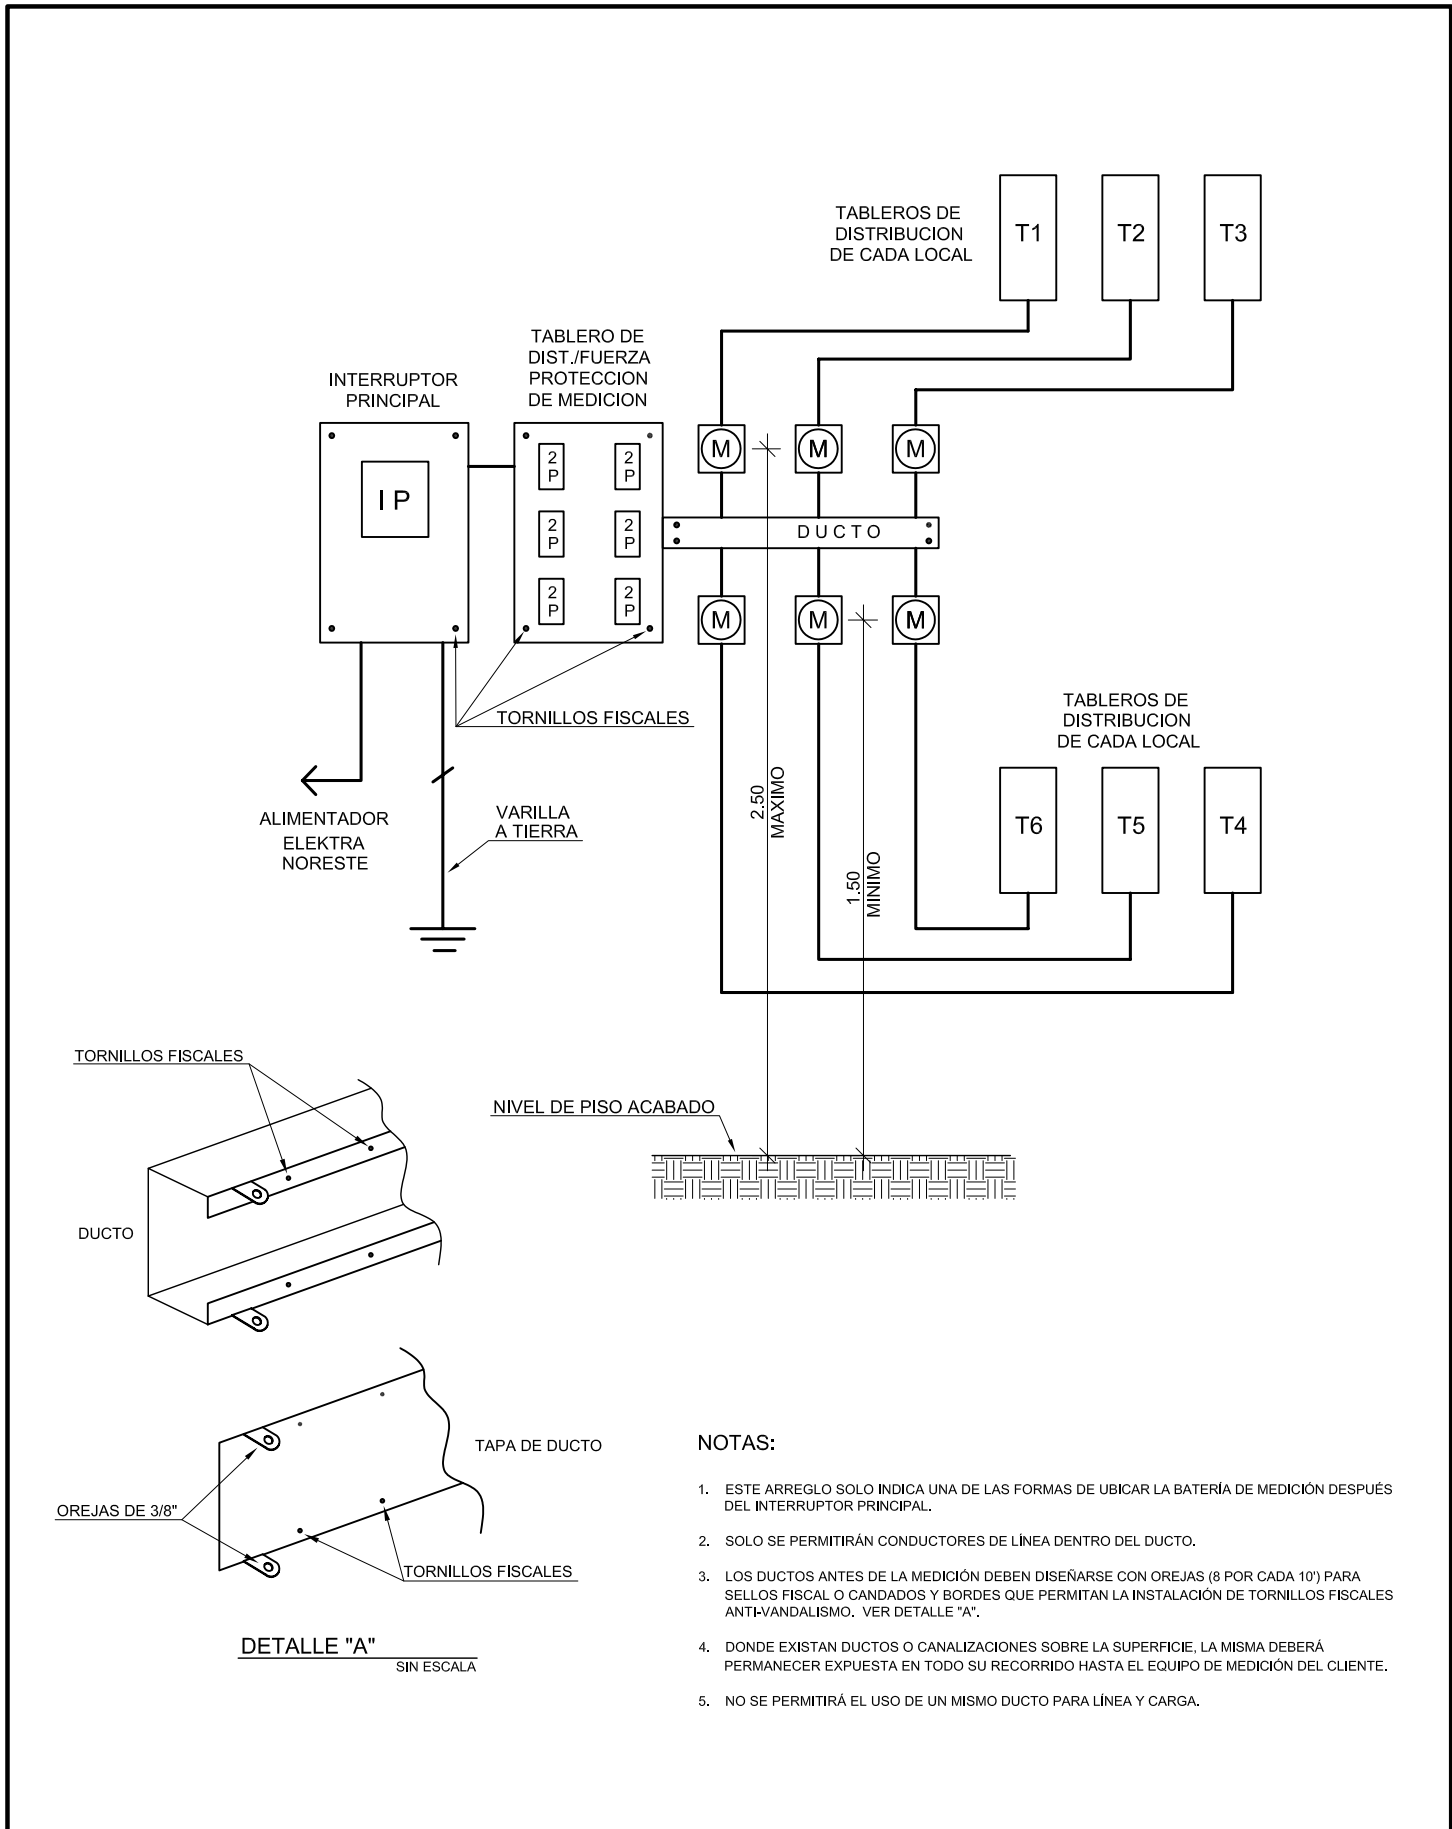 TABLEROS DE
DISTRIBUCION
DE CADA LOCAL
T1
T2
T3
TABLERO DE
DIST./FUERZA
PROTECCION
DE MEDICION
INTERRUPTOR
PRINCIPAL
I P
2
P
2
P
2
P
2
P
2
P
2
P
M
M
M
DUCTO
M
M
M
TORNILLOS FISCALES
TABLEROS DE
DISTRIBUCION
DE CADA LOCAL
T6
T5
T4
2.50
MAXIMO
1.50
MINIMO
ALIMENTADOR
ELEKTRA
NORESTE
VARILLA
A TIERRA
TORNILLOS FISCALES
NIVEL DE PISO ACABADO
DUCTO
TAPA DE DUCTO
OREJAS DE 3/8"
TORNILLOS FISCALES
DETALLE "A"
SIN ESCALA
NOTAS:
1. ESTE ARREGLO SOLO INDICA UNA DE LAS FORMAS DE UBICAR LA BATERÍA DE MEDICIÓN DESPUÉS
DEL INTERRUPTOR PRINCIPAL.
2. SOLO SE PERMITIRÁN CONDUCTORES DE LÍNEA DENTRO DEL DUCTO.
3. LOS DUCTOS ANTES DE LA MEDICIÓN DEBEN DISEÑARSE CON OREJAS (8 POR CADA 10') PARA
SELLOS FISCAL O CANDADOS Y BORDES QUE PERMITAN LA INSTALACIÓN DE TORNILLOS FISCALES
ANTI-VANDALISMO. VER DETALLE "A".
4. DONDE EXISTAN DUCTOS O CANALIZACIONES SOBRE LA SUPERFICIE, LA MISMA DEBERÁ
PERMANECER EXPUESTA EN TODO SU RECORRIDO HASTA EL EQUIPO DE MEDICIÓN DEL CLIENTE.
5. NO SE PERMITIRÁ EL USO DE UN MISMO DUCTO PARA LÍNEA Y CARGA.